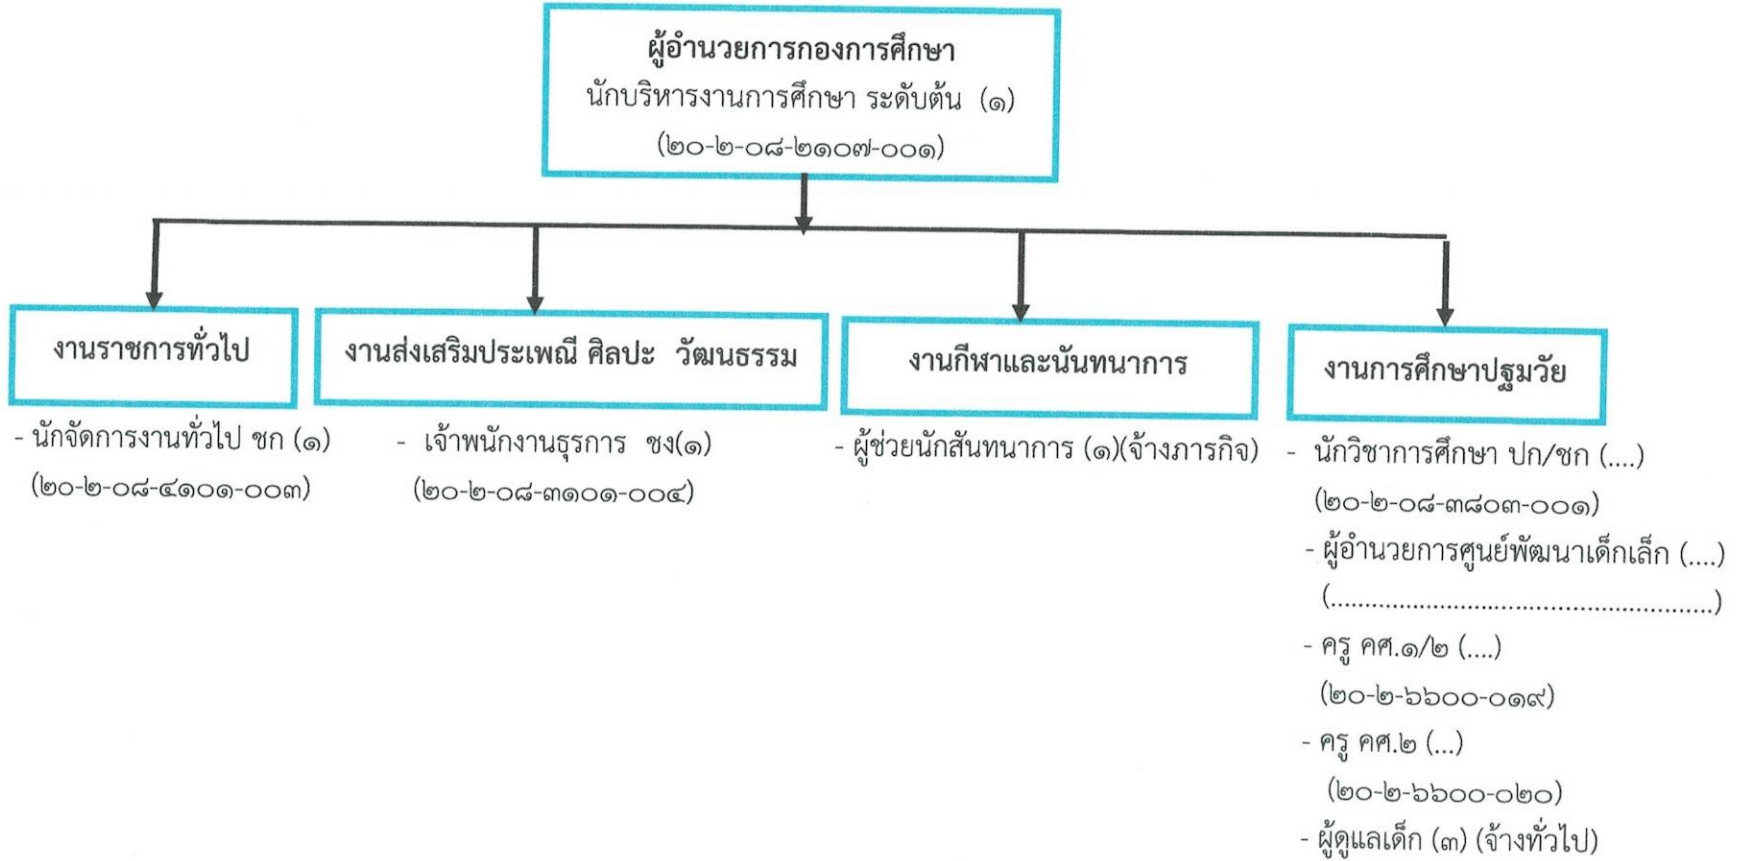 ผู้อำนวยการกองการศึกษา
นักบริหารงานการศึกษา ระดับต้น (๑)
(๒๐-๒-๐๘-๒๑๐๗-๐๐๑)
งานราชการทั่วไป
- นักจัดการงานทั่วไป ชก (๑)
(๒๐-๒-๐๘-๔๑๐๑-๐๐๓)
งานส่งเสริมประเพณี ศิลปะ วัฒนธรรม
- เจ้าพนักงานธุรการ ชง(๑)
(๒๐-๒-๐๘-๓๑๐๑-๐๐๔)
งานกีฬาและนันทนาการ
- ผู้ช่วยนักสันทนาการ (๑)(จ้างภารกิจ)
งานการศึกษาปฐมวัย
- นักวิชาการศึกษา ปก/ชก (....)
(๒๐-๒-๐๘-๓๘๐๓-๐๐๑)
- ผู้อำนวยการศูนย์พัฒนาเด็กเล็ก (....)
(........................................................)
- ครู คศ.๑/๒ (....)
(๒๐-๒-๖๖๐๐-๐๑๙)
- ครู คศ.๒ (...)
(๒๐-๒-๖๖๐๐-๐๒๐)
- ผู้ดูแลเด็ก (๓) (จ้างทั่วไป)